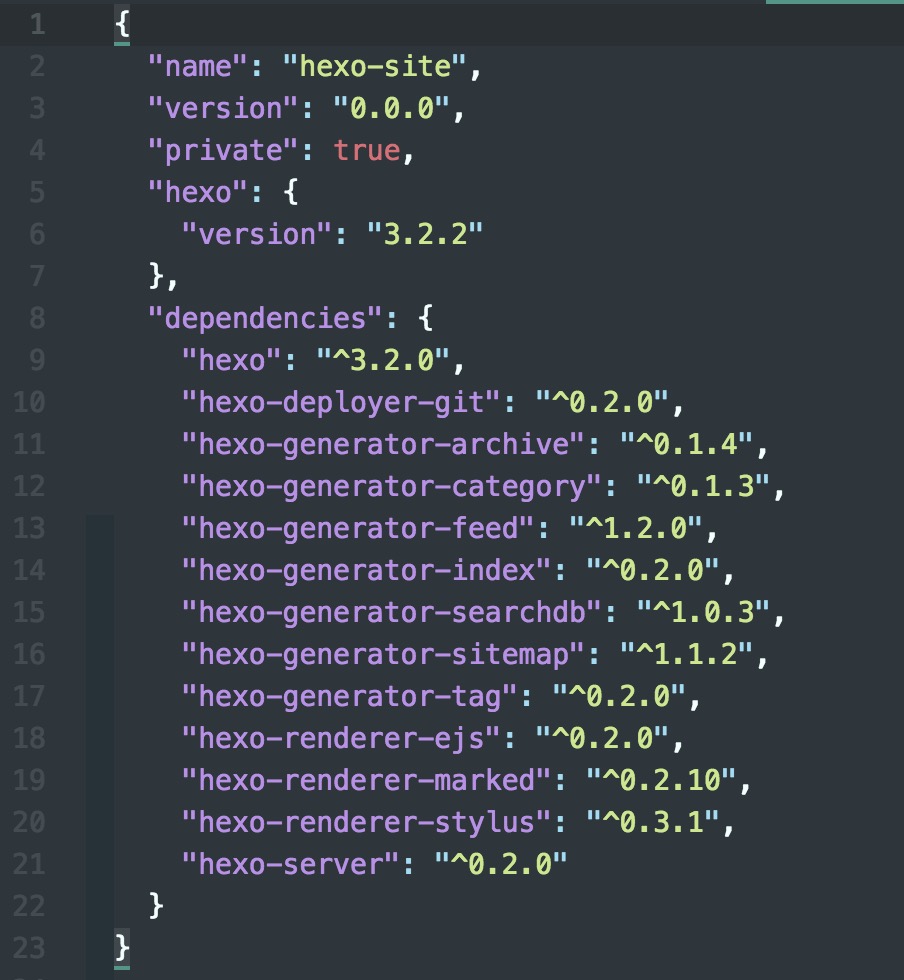 1 {
2   "name": "hexo-site",
3   "version": "0.0.0",
4   "private": true,
5   "hexo": {
6     "version": "3.2.2"
7   },
8   "dependencies": {
9     "hexo": "^3.2.0",
10     "hexo-deployer-git": "^0.2.0",
11     "hexo-generator-archive": "^0.1.4",
12     "hexo-generator-category": "^0.1.3",
13     "hexo-generator-feed": "^1.2.0",
14     "hexo-generator-index": "^0.2.0",
15     "hexo-generator-searchdb": "^1.0.3",
16     "hexo-generator-sitemap": "^1.1.2",
17     "hexo-generator-tag": "^0.2.0",
18     "hexo-renderer-ejs": "^0.2.0",
19     "hexo-renderer-marked": "^0.2.10",
20     "hexo-renderer-stylus": "^0.3.1",
21     "hexo-server": "^0.2.0"
22   }
23 }